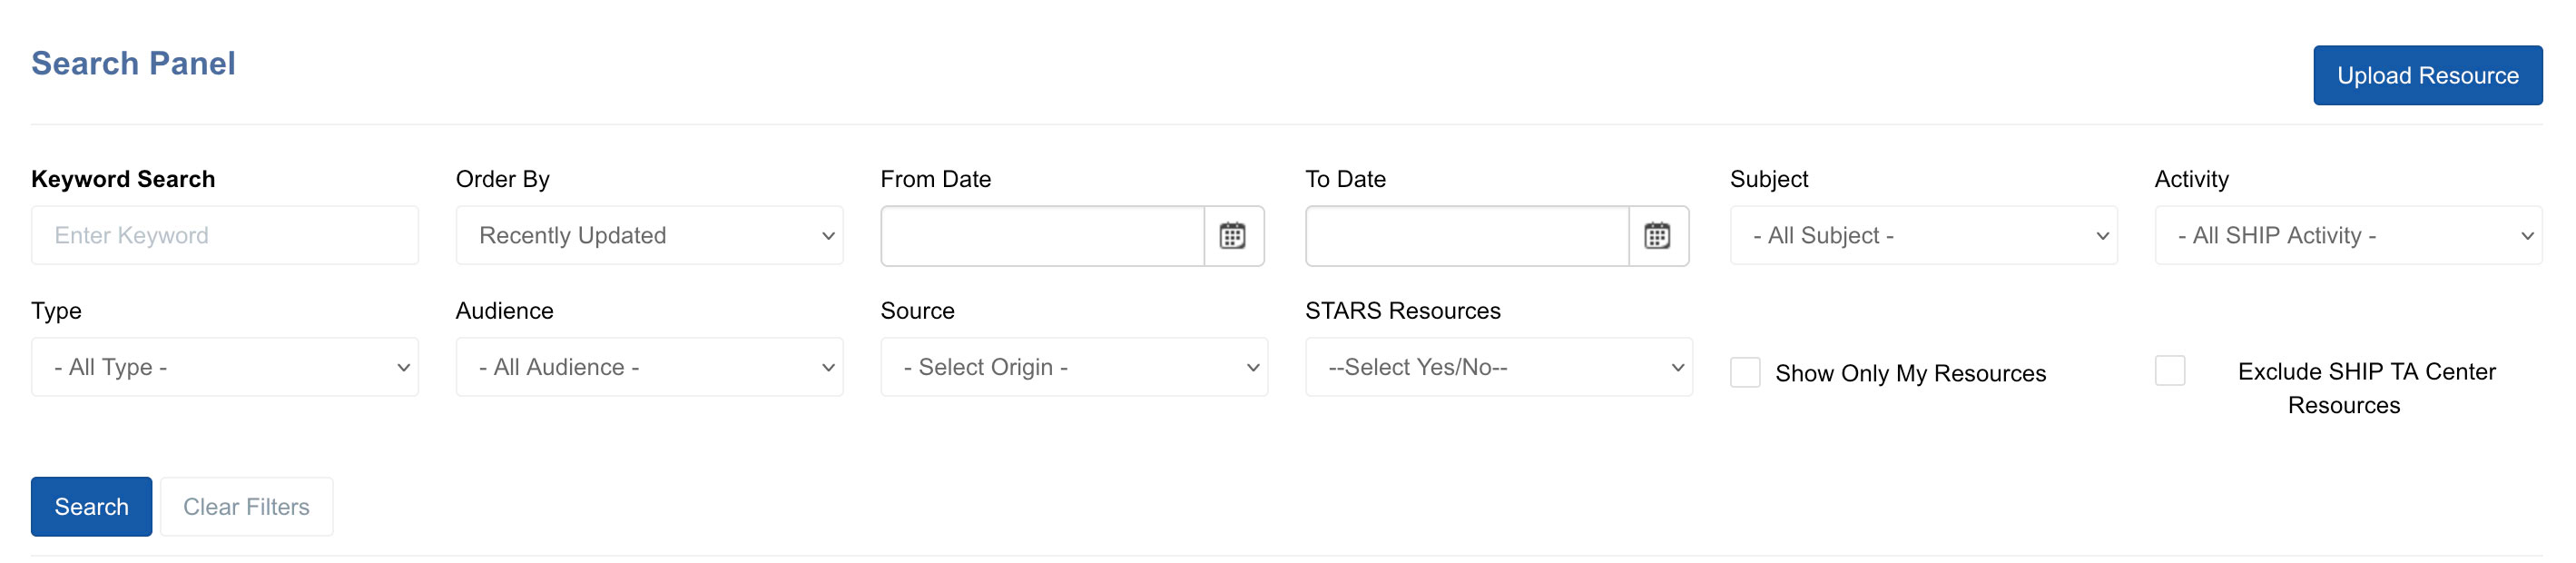 Search Panel
Upload Resource
Keyword Search
Order By
From Date
To Date
Subject
Activity
Enter Keyword
Recently Updated
- All Subject -
- All SHIP Activity -
Type
Audience
Source
STARS Resources
- All Type -
- All Audience -
- Select Origin -
--Select Yes/No--
Show Only My Resources
Exclude SHIP TA Center
Resources
Search
Clear Filters